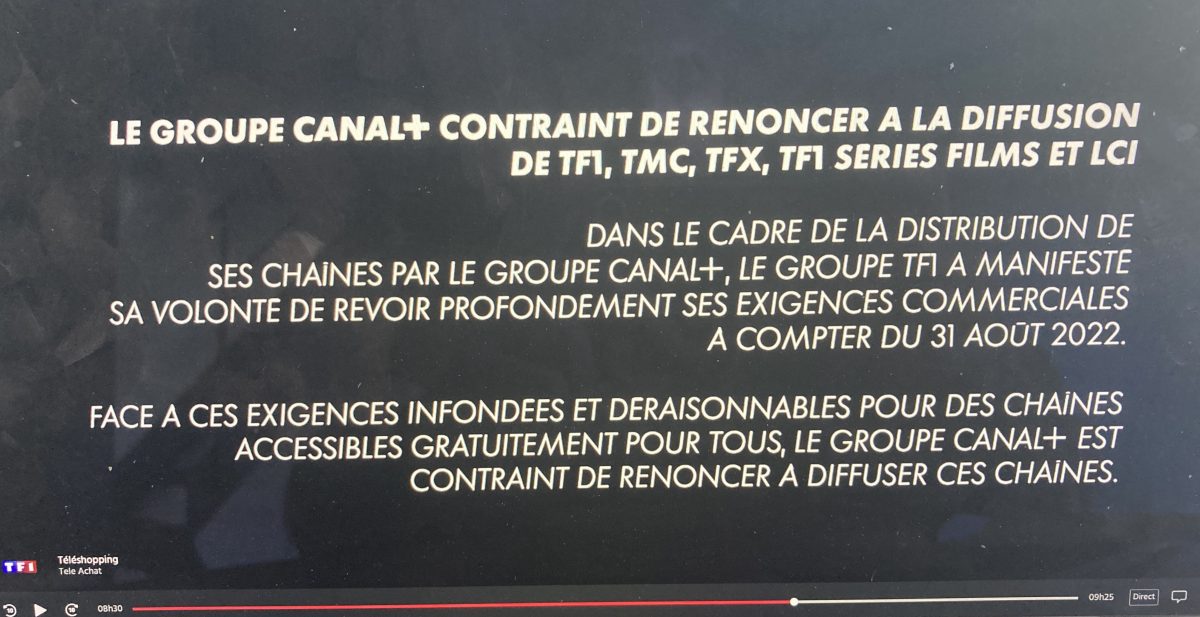 LE GROUPE CANAL+ CONTRAINT DE RENONCER A LA DIFFUSION
DE TF1, TMC, TFX, TF1 SERIES FILMS ET LCI
DANS LE CADRE DE LA DISTRIBUTION DE
SES CHAÎNES PAR LE GROUPE CANAL+, LE GROUPE TF1 A MANIFESTE
SA VOLONTE DE REVOIR PROFONDEMENT SES EXIGENCES COMMERCIALES
A COMPTER DU 31 AOÛT 2022.
FACE A CES EXIGENCES INFONDEES ET DERAISONNABLES POUR DES CHAÎNES
ACCESSIBLES GRATUITEMENT POUR TOUS, LE GROUPE CANAL+ EST
CONTRAINT DE RENONCER A DIFFUSER CES CHAÎNES.
TF1
Téléshopping
Tele Achat
10
10
08h30
09h25
Direct